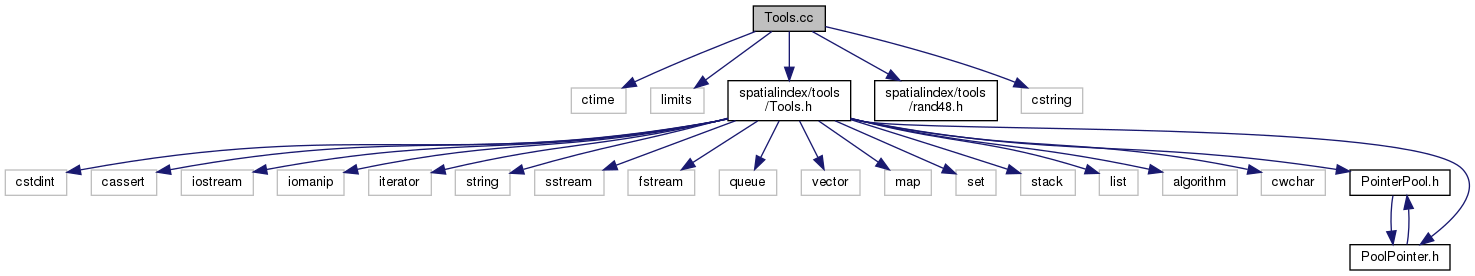 Tools.cc
ctime
limits
spatialindex/tools
/Tools.h
spatialindex/tools
/rand48.h
cstring
cstdint
cassert
iostream
iomanip
iterator
string
sstream
fstream
queue
vector
map
set
stack
list
algorithm
cwchar
PointerPool.h
PoolPointer.h